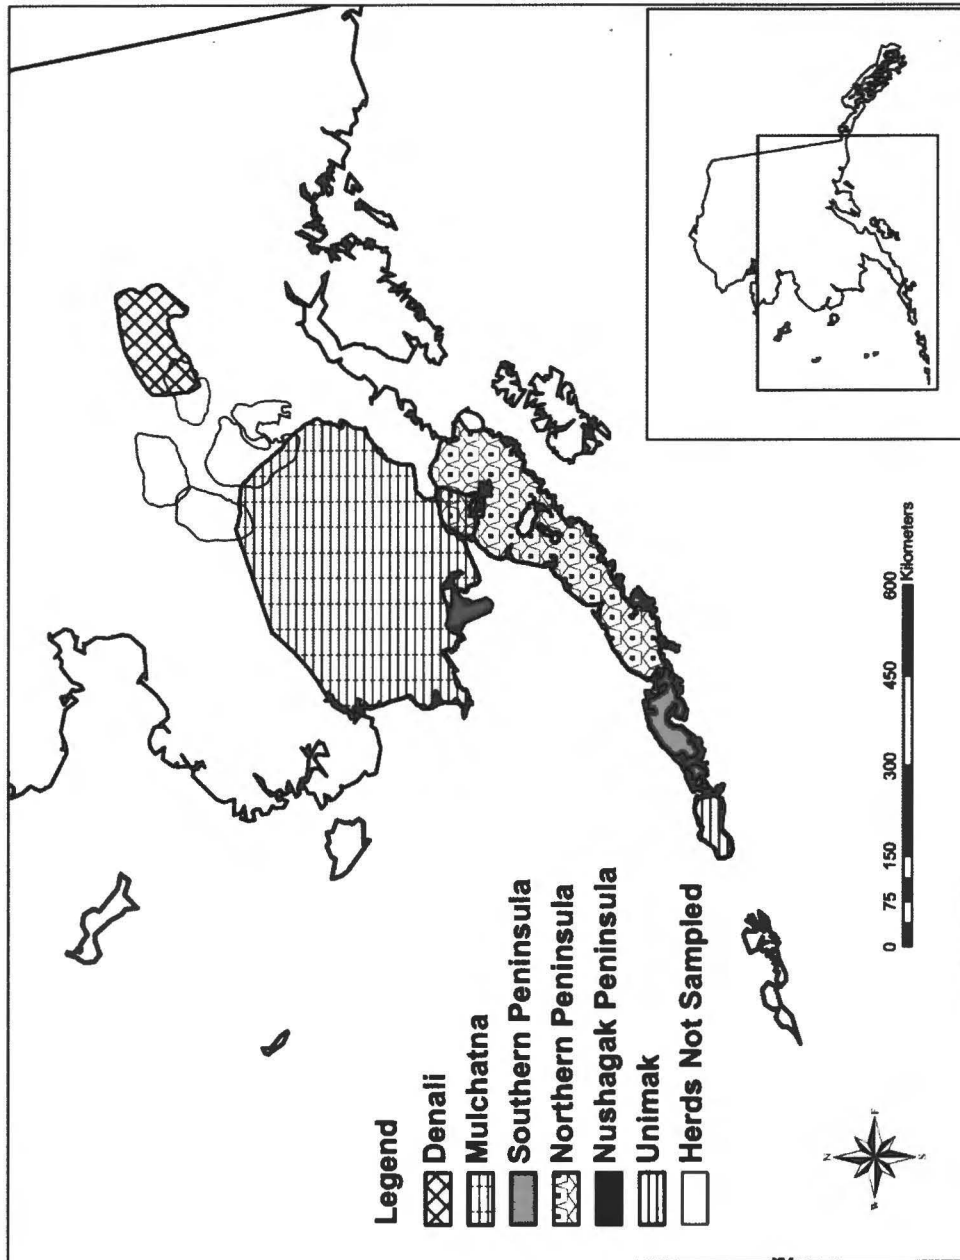 Legend
Denali
Mulchatna
Southern Peninsula
Northern Peninsula
Nushagak Peninsula
Unimak
Herds Not Sampled
0 75 150 300 450 600
Kilometers
N
S